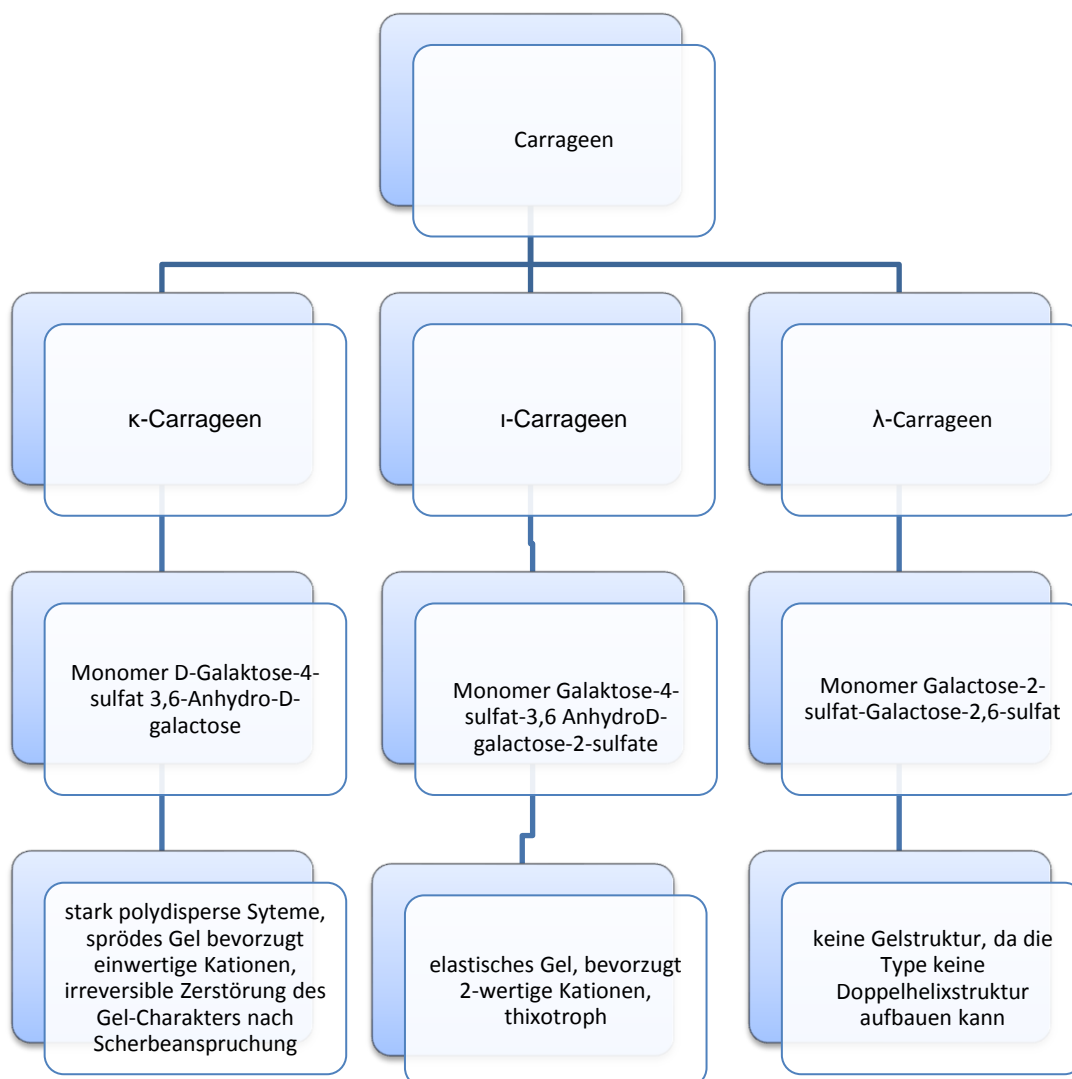 Carrageen
κ-Carrageen
ι-Carrageen
λ-Carrageen
Monomer D-Galaktose-4-
sulfat 3,6-Anhydro-D-
galactose
Monomer Galaktose-4-
sulfat-3,6 AnhydroD-
galactose-2-sulfate
Monomer Galactose-2-
sulfat-Galactose-2,6-sulfat
stark polydisperse Syteme,
sprödes Gel bevorzugt
einwertige Kationen,
irreversible Zerstörung des
Gel-Charakters nach
Scherbeanspruchung
elastisches Gel, bevorzugt
2-wertige Kationen,
thixotroph
keine Gelstruktur, da die
Type keine
Doppelhelixstruktur
aufbauen kann